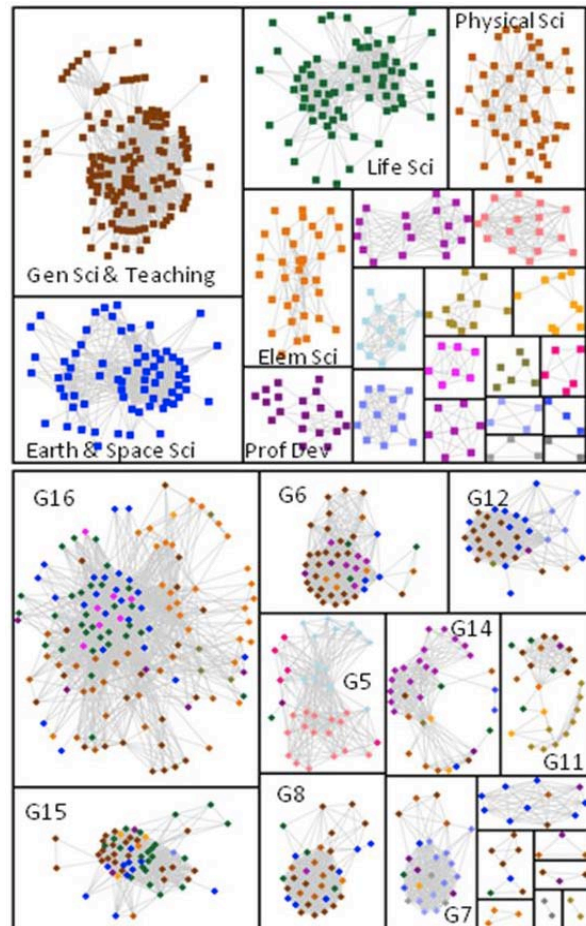 Physical Sci
Life Sci
Gen Sci & Teaching
Elem Sci
Earth & Space Sci
Prof Dev
G16
G6
G12
G5
G14
G11
G15
G8
G7